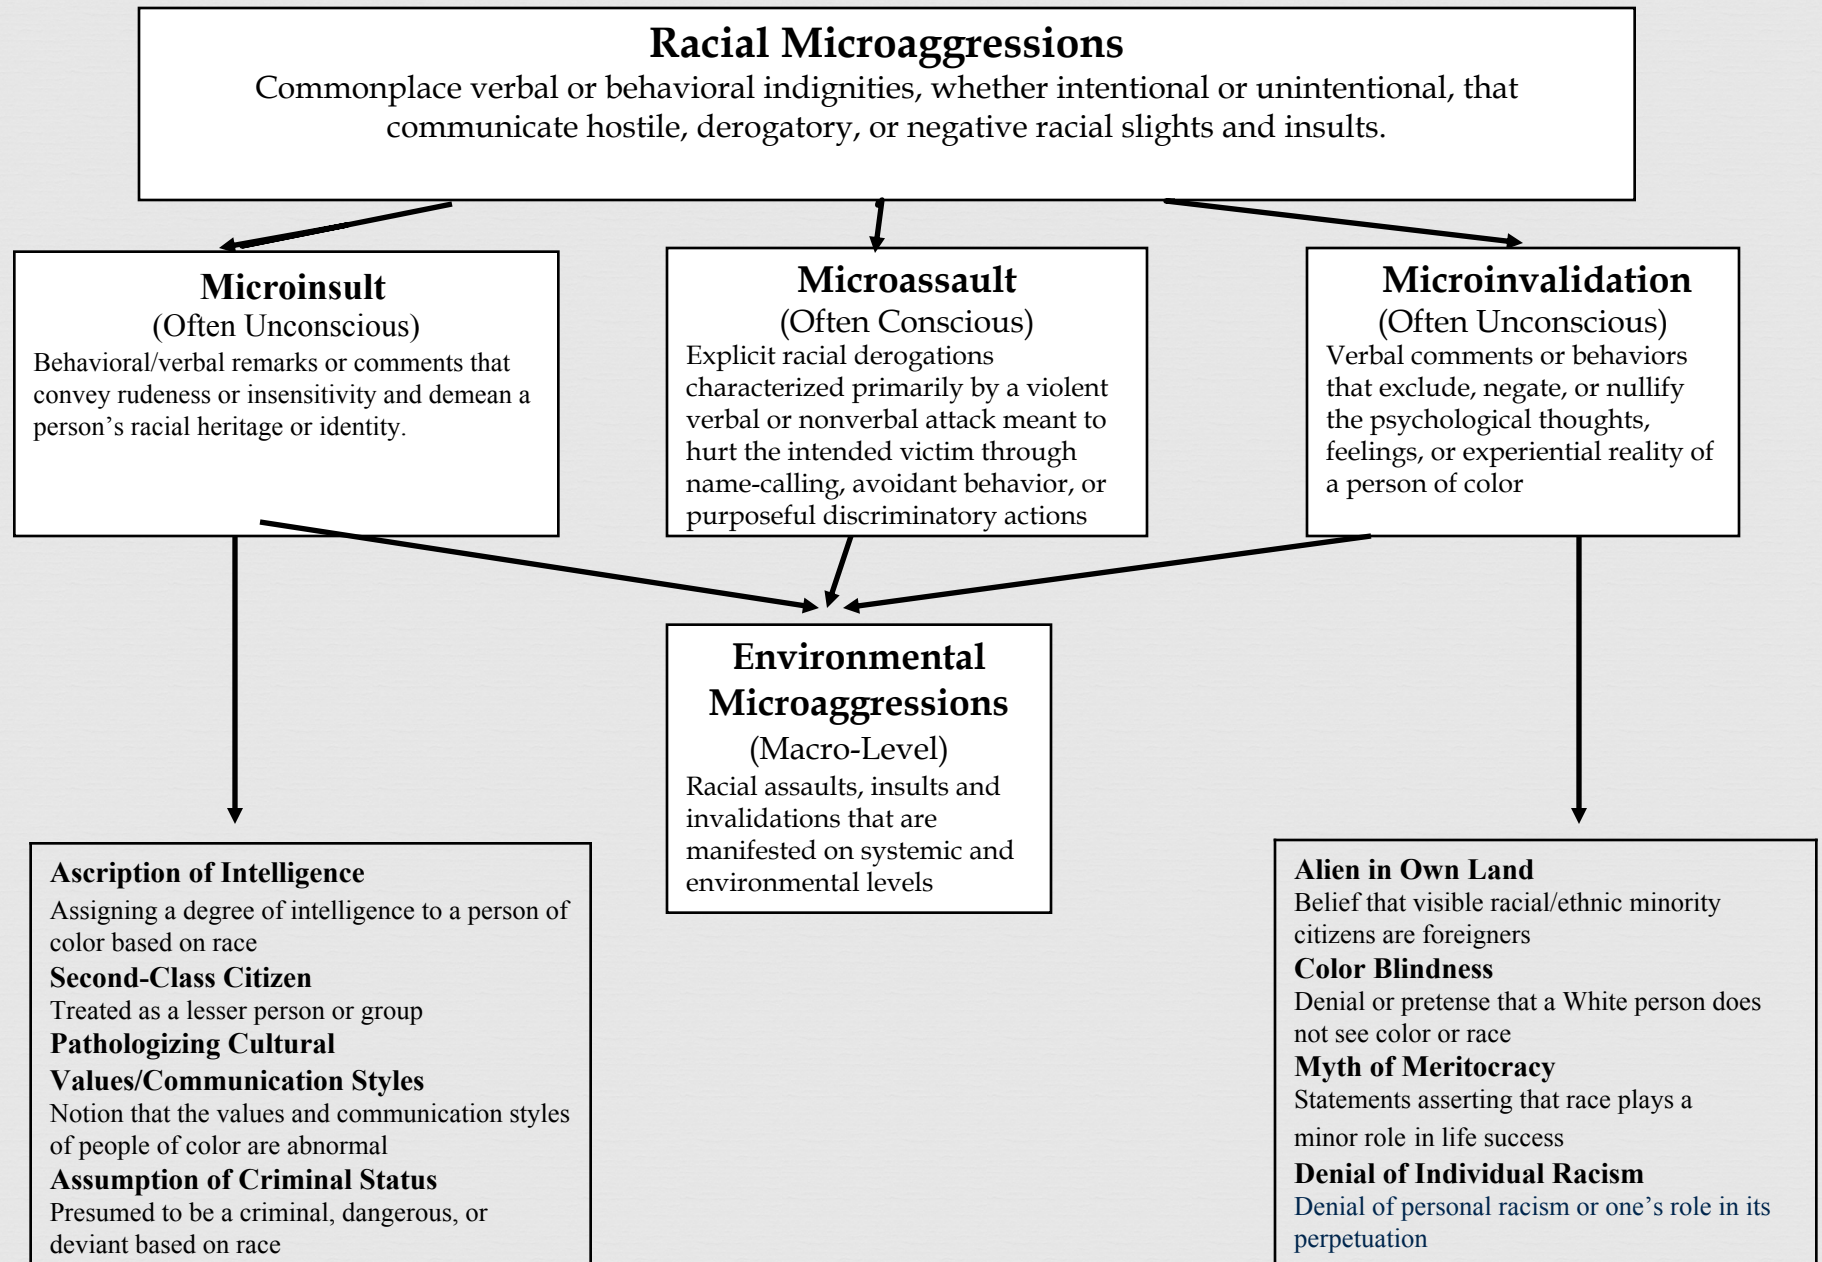 Racial Microaggressions
Commonplace verbal or behavioral indignities, whether intentional or unintentional, that
communicate hostile, derogatory, or negative racial slights and insults.
Microinsult
(Often Unconscious)
Behavioral/verbal remarks or comments that
convey rudeness or insensitivity and demean a
person’s racial heritage or identity.
Microassault
(Often Conscious)
Explicit racial derogations
characterized primarily by a violent
verbal or nonverbal attack meant to
hurt the intended victim through
name-calling, avoidant behavior, or
purposeful discriminatory actions
Microinvalidation
(Often Unconscious)
Verbal comments or behaviors
that exclude, negate, or nullify
the psychological thoughts,
feelings, or experiential reality of
a person of color
Environmental
Microaggressions
(Macro-Level)
Racial assaults, insults and
invalidations that are
manifested on systemic and
environmental levels
Ascription of Intelligence
Assigning a degree of intelligence to a person of
color based on race
Second-Class Citizen
Treated as a lesser person or group
Pathologizing Cultural
Values/Communication Styles
Notion that the values and communication styles
of people of color are abnormal
Assumption of Criminal Status
Presumed to be a criminal, dangerous, or
deviant based on race
Alien in Own Land
Belief that visible racial/ethnic minority
citizens are foreigners
Color Blindness
Denial or pretense that a White person does
not see color or race
Myth of Meritocracy
Statements asserting that race plays a
minor role in life success
Denial of Individual Racism
Denial of personal racism or one’s role in its
perpetuation